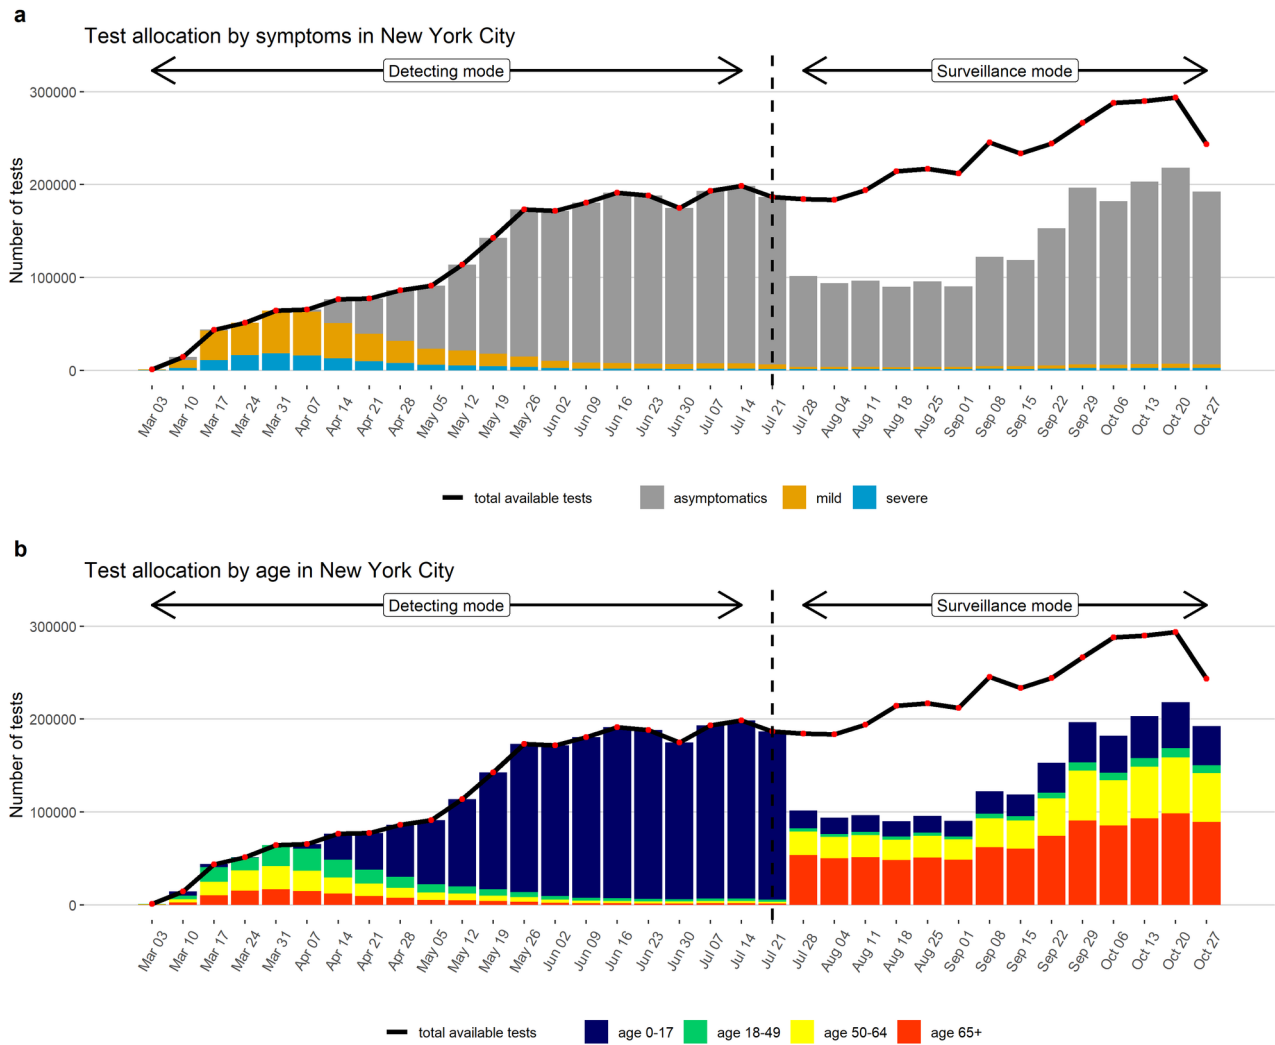 a
Test allocation by symptoms in New York City
Detecting mode
Surveillance mode
Number of tests
300000
200000
100000
0
Mar 03
Mar 10
Mar 17
Mar 24
Mar 31
Apr 07
Apr 14
Apr 21
Apr 28
May 05
May 12
May 19
May 26
Jun 02
Jun 09
Jun 16
Jun 23
Jun 30
Jul 07
Jul 14
Jul 21
Jul 28
Aug 04
Aug 11
Aug 18
Aug 25
Sep 01
Sep 08
Sep 15
Sep 22
Sep 29
Oct 06
Oct 13
Oct 20
Oct 27
total available tests
asymptomatics
mild
severe
b
Test allocation by age in New York City
Detecting mode
Surveillance mode
Number of tests
300000
200000
100000
0
Mar 03
Mar 10
Mar 17
Mar 24
Mar 31
Apr 07
Apr 14
Apr 21
Apr 28
May 05
May 12
May 19
May 26
Jun 02
Jun 09
Jun 16
Jun 23
Jun 30
Jul 07
Jul 14
Jul 21
Jul 28
Aug 04
Aug 11
Aug 18
Aug 25
Sep 01
Sep 08
Sep 15
Sep 22
Sep 29
Oct 06
Oct 13
Oct 20
Oct 27
total available tests
age 0-17
age 18-49
age 50-64
age 65+